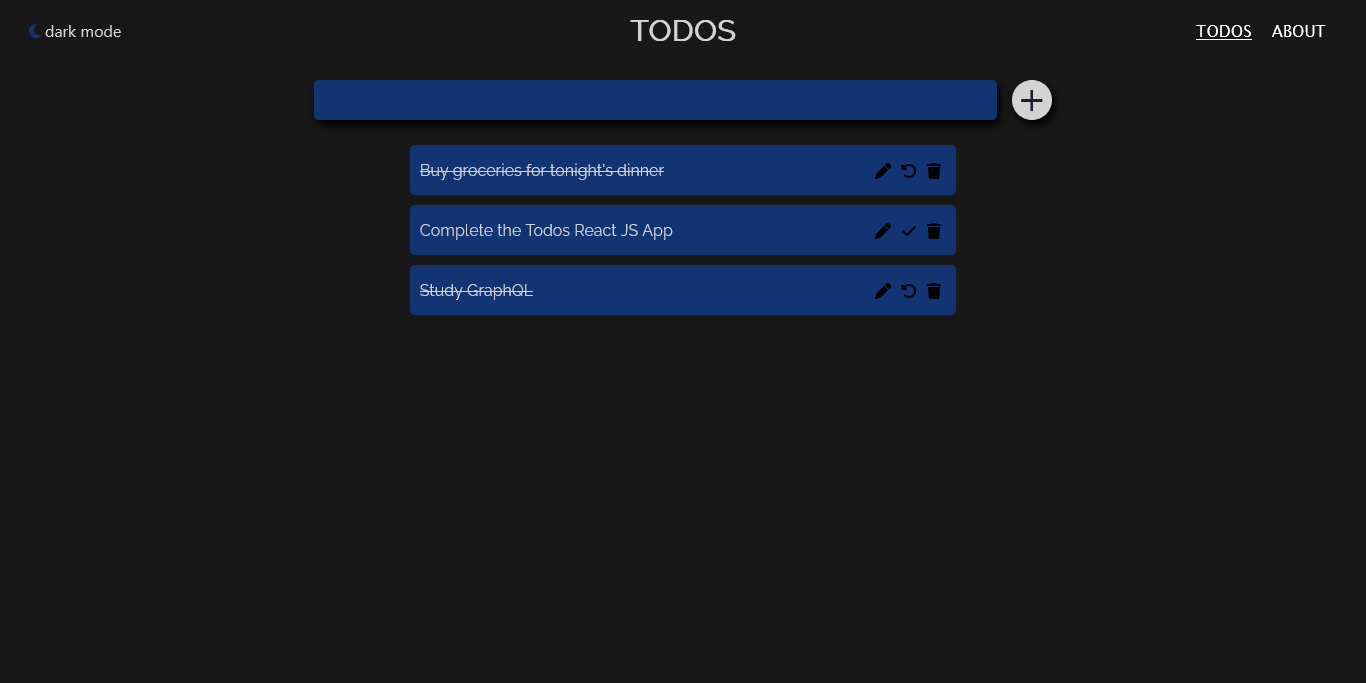 dark mode
TODOS
TODOS
ABOUT
Buy groceries for tonight's dinner
Complete the Todos React JS App
Study GraphQL